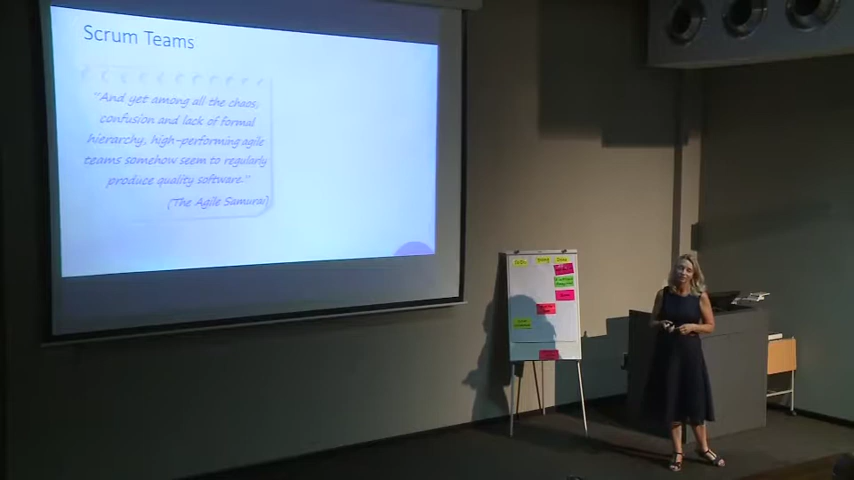 Scrum Teams
"And yet among all the chaos,
confusion and lack of formal
hierarchy, high-performing agile
teams somehow seem to regularly
produce quality software."
(The Agile Samurai)